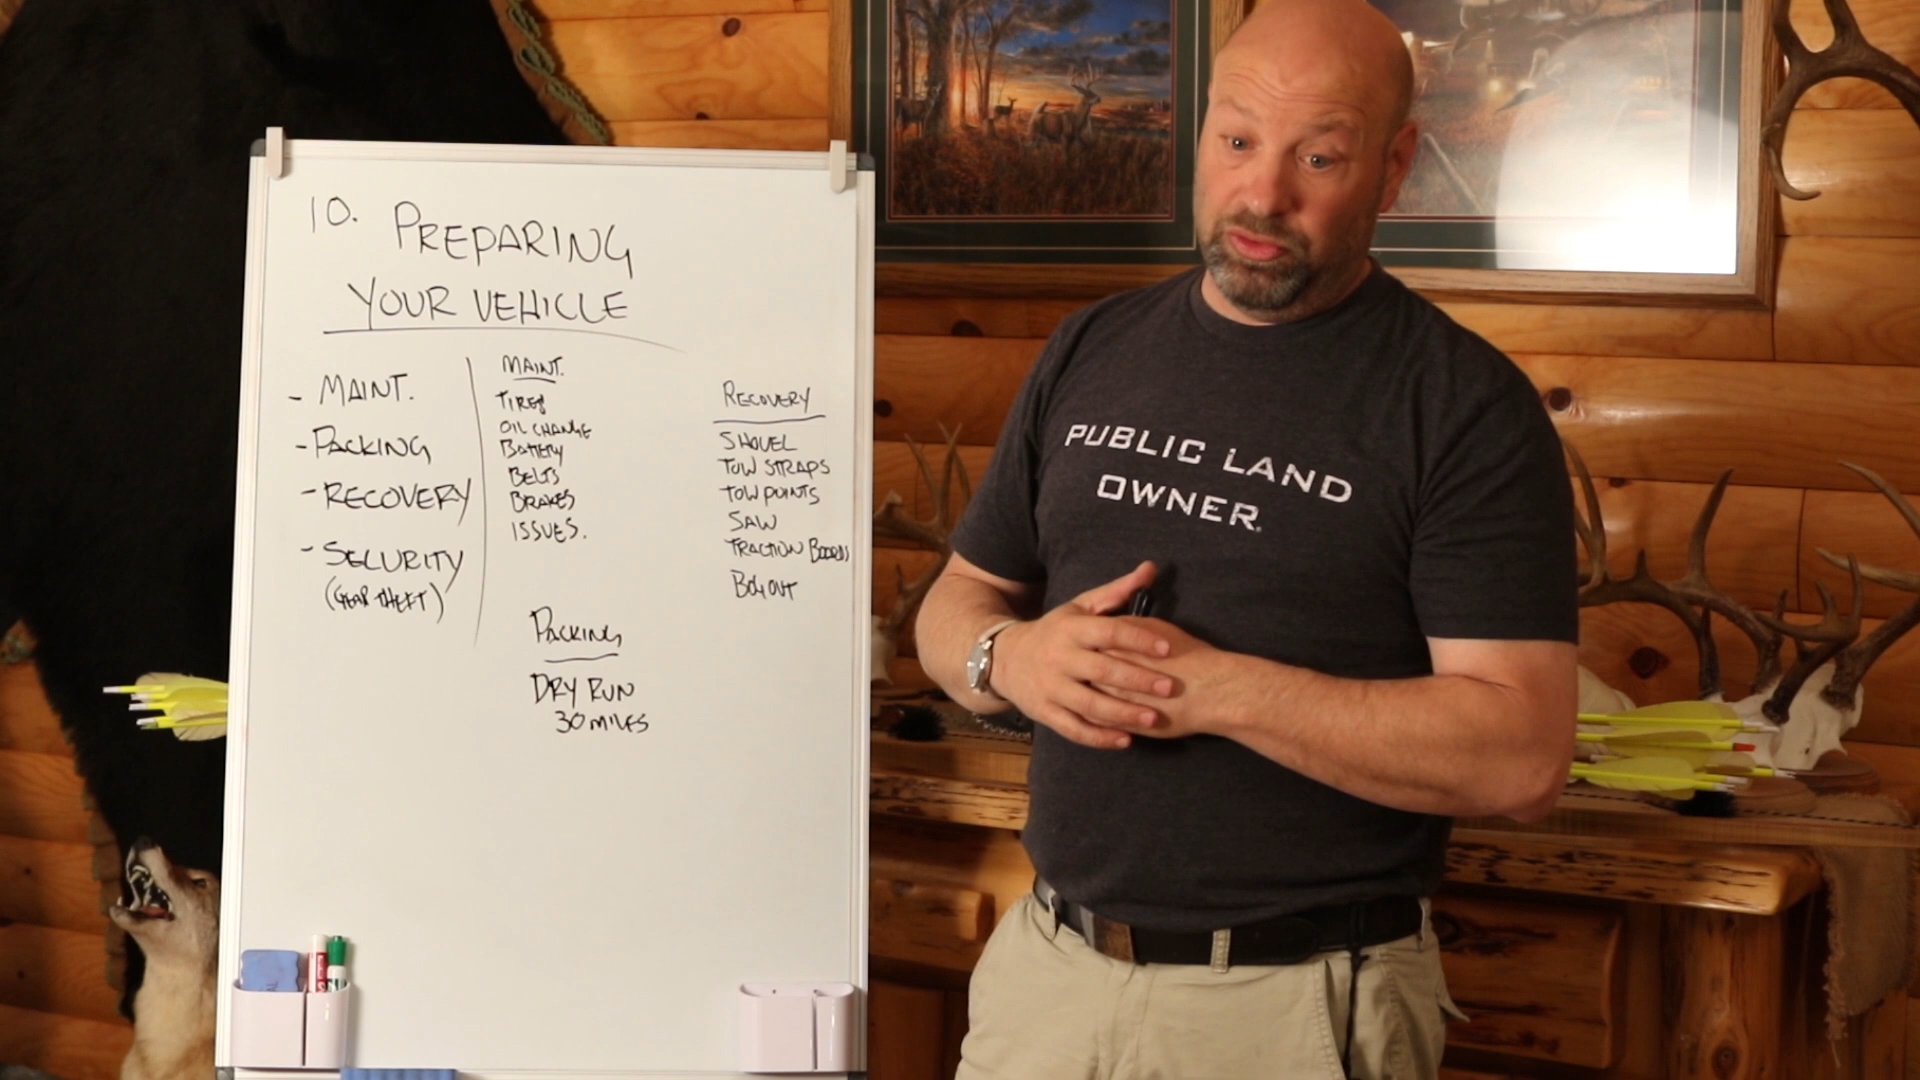 10. PREPARING
YOUR VEHICLE
- MAINT.
- PACKING
- RECOVERY
- SECURITY
(GEAR THEFT)
MAINT.
TIRES
OIL CHANGE
BATTERY
BELTS
BRAKES
ISSUES.
PACKING
DRY RUN
30 MILES
RECOVERY
SHOVEL
TOW STRAPS
TOW POINTS
SAW
TRACTION BOARDS
BOG OUT
PUBLIC LAND
OWNER